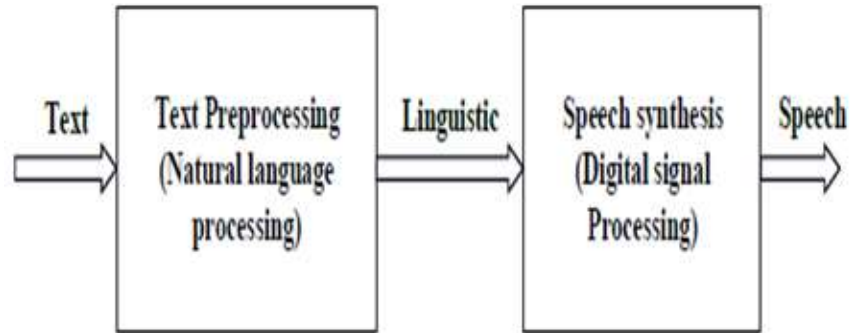 Text
Text Preprocessing
(Natural language
processing)
Linguistic
Speech synthesis
(Digital signal
Processing)
Speech